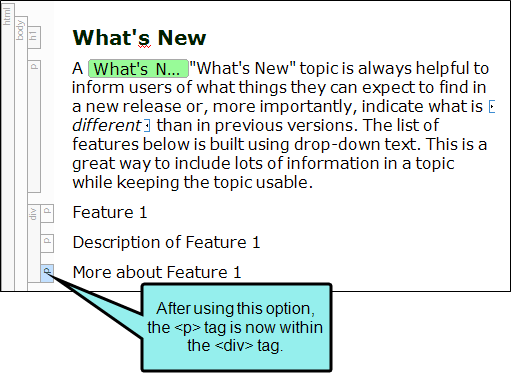 html
body
h1
What's New
p
A What's N... "What's New" topic is always helpful to
inform users of what things they can expect to find in
a new release or, more importantly, indicate what is
different than in previous versions. The list of
features below is built using drop-down text. This is a
great way to include lots of information in a topic
while keeping the topic usable.
div
p Feature 1
p Description of Feature 1
p More about Feature 1
After using this option,
the <p> tag is now within
the <div> tag.